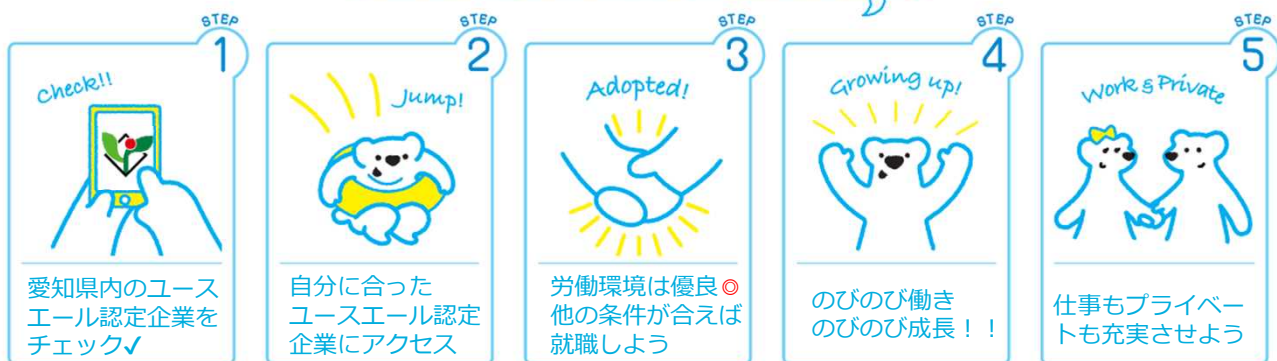 STEP
1
Check!!
愛知県内のユース
エール認定企業を
チェック✓
STEP
2
Jump!
自分に合った
ユースエール認定
企業にアクセス
STEP
3
Adopted!
労働環境は優良◎
他の条件が合えば
就職しよう
STEP
4
Growing up!
のびのび働き
のびのび成長！！
STEP
5
Work & Private
仕事もプライベー
トも充実させよう